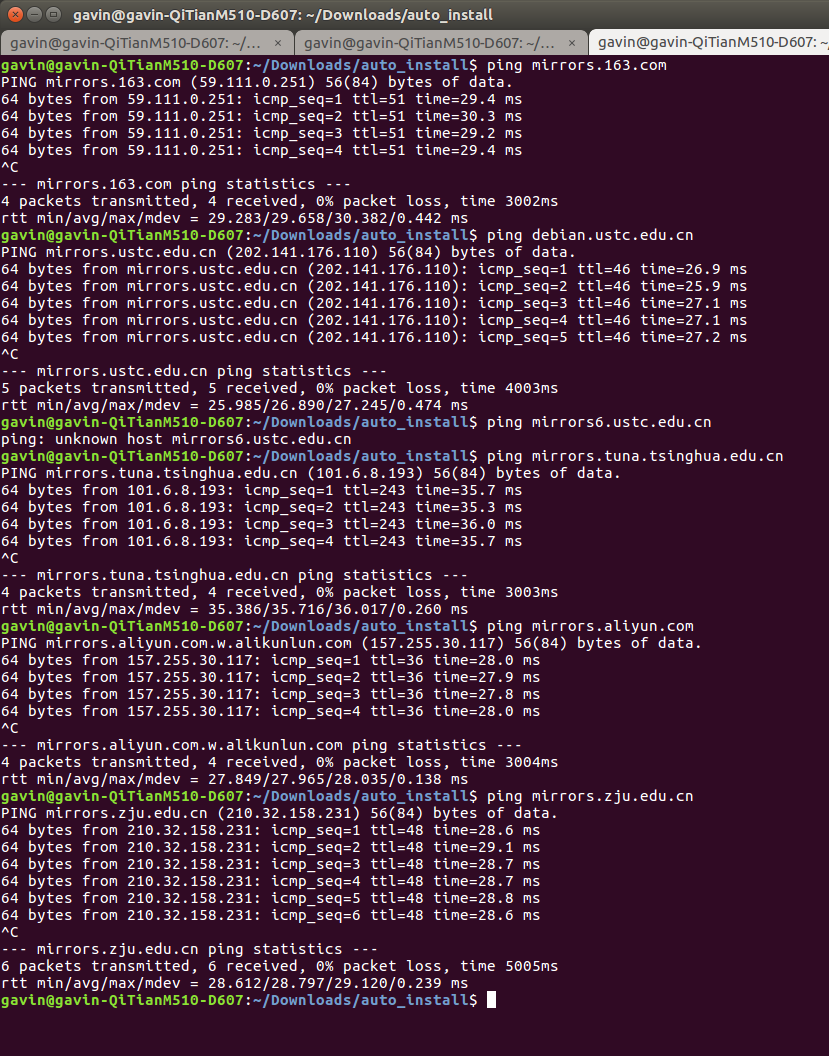 gavin@gavin-QiTianM510-D607: ~/Downloads/auto_install
gavin@gavin-QiTianM510-D607: ~/... × gavin@gavin-QiTianM510-D607: ~/... × gavin@gavin-QiTianM510-D607: ~/...
gavin@gavin-QiTianM510-D607:~/Downloads/auto_install$ ping mirrors.163.com
PING mirrors.163.com (59.111.0.251) 56(84) bytes of data.
64 bytes from 59.111.0.251: icmp_seq=1 ttl=51 time=29.4 ms
64 bytes from 59.111.0.251: icmp_seq=2 ttl=51 time=30.3 ms
64 bytes from 59.111.0.251: icmp_seq=3 ttl=51 time=29.2 ms
64 bytes from 59.111.0.251: icmp_seq=4 ttl=51 time=29.4 ms
^C
--- mirrors.163.com ping statistics ---
4 packets transmitted, 4 received, 0% packet loss, time 3002ms
rtt min/avg/max/mdev = 29.283/29.658/30.382/0.442 ms
gavin@gavin-QiTianM510-D607:~/Downloads/auto_install$ ping debian.ustc.edu.cn
PING mirrors.ustc.edu.cn (202.141.176.110) 56(84) bytes of data.
64 bytes from mirrors.ustc.edu.cn (202.141.176.110): icmp_seq=1 ttl=46 time=26.9 ms
64 bytes from mirrors.ustc.edu.cn (202.141.176.110): icmp_seq=2 ttl=46 time=25.9 ms
64 bytes from mirrors.ustc.edu.cn (202.141.176.110): icmp_seq=3 ttl=46 time=27.1 ms
64 bytes from mirrors.ustc.edu.cn (202.141.176.110): icmp_seq=4 ttl=46 time=27.1 ms
64 bytes from mirrors.ustc.edu.cn (202.141.176.110): icmp_seq=5 ttl=46 time=27.2 ms
^C
--- mirrors.ustc.edu.cn ping statistics ---
5 packets transmitted, 5 received, 0% packet loss, time 4003ms
rtt min/avg/max/mdev = 25.985/26.890/27.245/0.474 ms
gavin@gavin-QiTianM510-D607:~/Downloads/auto_install$ ping mirrors6.ustc.edu.cn
ping: unknown host mirrors6.ustc.edu.cn
gavin@gavin-QiTianM510-D607:~/Downloads/auto_install$ ping mirrors.tuna.tsinghua.edu.cn
PING mirrors.tuna.tsinghua.edu.cn (101.6.8.193) 56(84) bytes of data.
64 bytes from 101.6.8.193: icmp_seq=1 ttl=243 time=35.7 ms
64 bytes from 101.6.8.193: icmp_seq=2 ttl=243 time=35.3 ms
64 bytes from 101.6.8.193: icmp_seq=3 ttl=243 time=36.0 ms
64 bytes from 101.6.8.193: icmp_seq=4 ttl=243 time=35.7 ms
^C
--- mirrors.tuna.tsinghua.edu.cn ping statistics ---
4 packets transmitted, 4 received, 0% packet loss, time 3003ms
rtt min/avg/max/mdev = 35.386/35.716/36.017/0.260 ms
gavin@gavin-QiTianM510-D607:~/Downloads/auto_install$ ping mirrors.aliyun.com
PING mirrors.aliyun.com.w.alikunlun.com (157.255.30.117) 56(84) bytes of data.
64 bytes from 157.255.30.117: icmp_seq=1 ttl=36 time=28.0 ms
64 bytes from 157.255.30.117: icmp_seq=2 ttl=36 time=27.9 ms
64 bytes from 157.255.30.117: icmp_seq=3 ttl=36 time=27.8 ms
64 bytes from 157.255.30.117: icmp_seq=4 ttl=36 time=28.0 ms
^C
--- mirrors.aliyun.com.w.alikunlun.com ping statistics ---
4 packets transmitted, 4 received, 0% packet loss, time 3004ms
rtt min/avg/max/mdev = 27.849/27.965/28.035/0.138 ms
gavin@gavin-QiTianM510-D607:~/Downloads/auto_install$ ping mirrors.zju.edu.cn
PING mirrors.zju.edu.cn (210.32.158.231) 56(84) bytes of data.
64 bytes from 210.32.158.231: icmp_seq=1 ttl=48 time=28.6 ms
64 bytes from 210.32.158.231: icmp_seq=2 ttl=48 time=29.1 ms
64 bytes from 210.32.158.231: icmp_seq=3 ttl=48 time=28.7 ms
64 bytes from 210.32.158.231: icmp_seq=4 ttl=48 time=28.7 ms
64 bytes from 210.32.158.231: icmp_seq=5 ttl=48 time=28.8 ms
64 bytes from 210.32.158.231: icmp_seq=6 ttl=48 time=28.6 ms
^C
--- mirrors.zju.edu.cn ping statistics ---
6 packets transmitted, 6 received, 0% packet loss, time 5005ms
rtt min/avg/max/mdev = 28.612/28.797/29.120/0.239 ms
gavin@gavin-QiTianM510-D607:~/Downloads/auto_install$